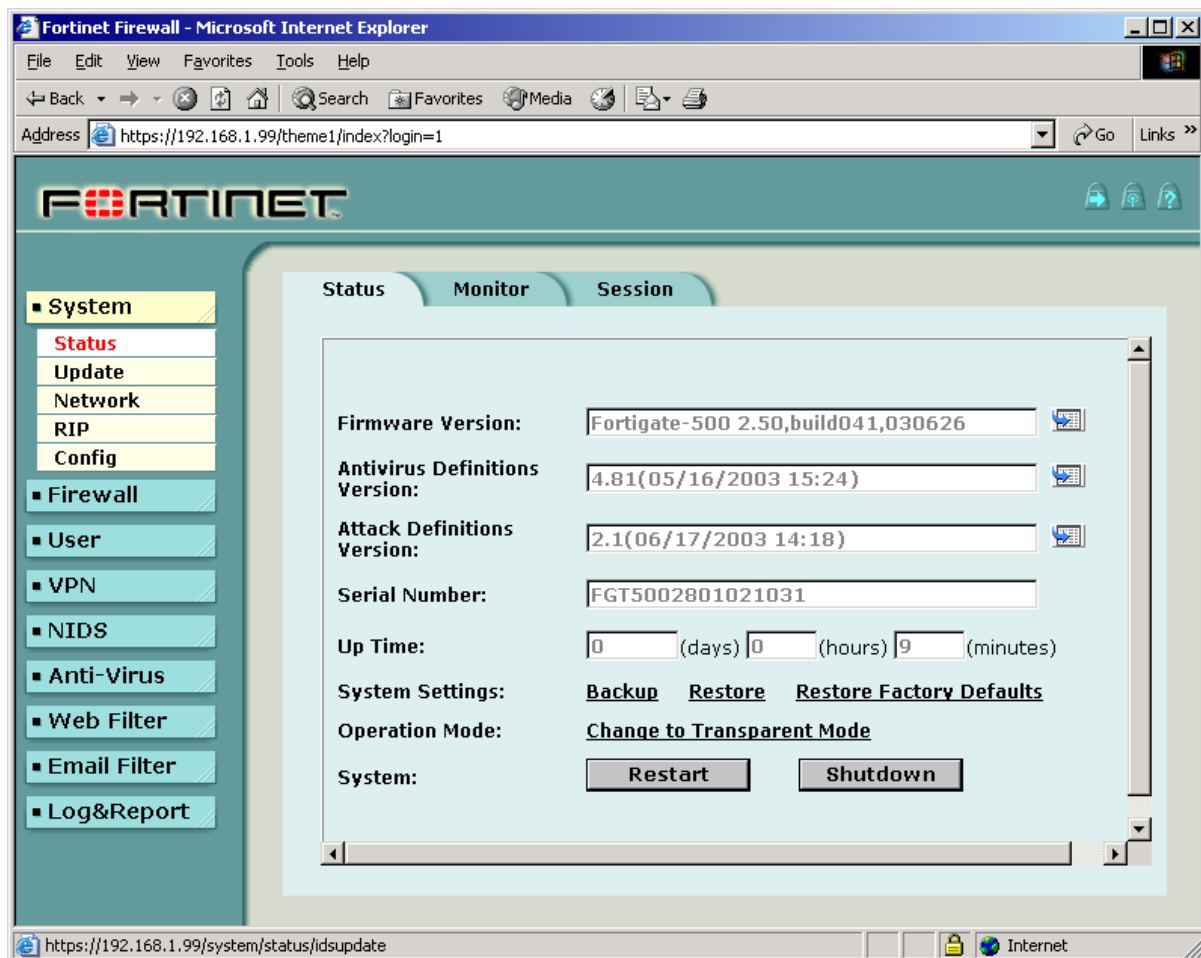 Fortinet Firewall - Microsoft Internet Explorer
File Edit View Favorites Tools Help
Back Search Favorites Media
Address https://192.168.1.99/theme1/index?login=1 Go Links »
FORTINET
Status Monitor Session
System
Status
Update
Network
RIP
Config
Firewall
User
VPN
NIDS
Anti-Virus
Web Filter
Email Filter
Log&Report
Firmware Version: Fortigate-500 2.50,build041,030626
Antivirus Definitions
Version: 4.81(05/16/2003 15:24)
Attack Definitions
Version: 2.1(06/17/2003 14:18)
Serial Number: FGT5002801021031
Up Time: 0 (days) 0 (hours) 9 (minutes)
System Settings: Backup Restore Restore Factory Defaults
Operation Mode: Change to Transparent Mode
System: Restart Shutdown
https://192.168.1.99/system/status/idsupdate Internet